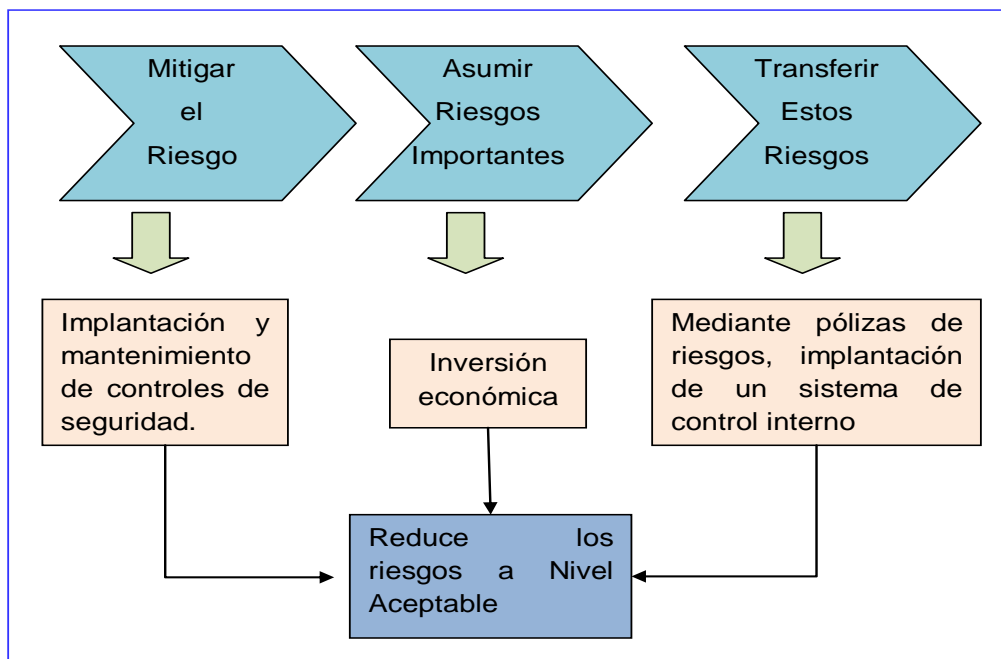 Mitigar
el
Riesgo
Asumir
Riesgos
Importantes
Transferir
Estos
Riesgos
Implantación y
mantenimiento
de controles de
seguridad.
Inversión
económica
Mediante pólizas de
riesgos, implantación
de un sistema de
control interno
Reduce los
riesgos a Nivel
Aceptable